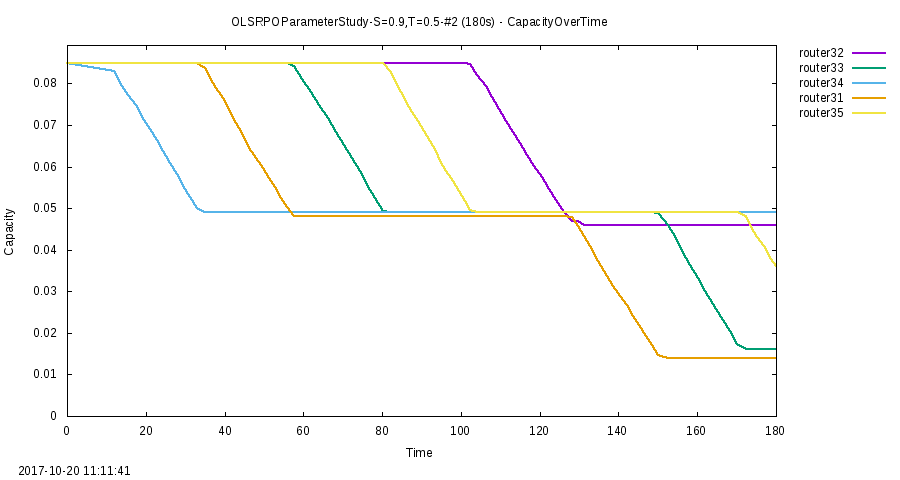 OLSRPOParameterStudy-S=0.9,T=0.5-#2 (180s) - CapacityOverTime
router32
router33
router34
router31
router35
0.08
0.07
0.06
0.05
0.04
0.03
0.02
0.01
0
Capacity
0 20 40 60 80 100 120 140 160 180
Time
2017-10-20 11:11:41